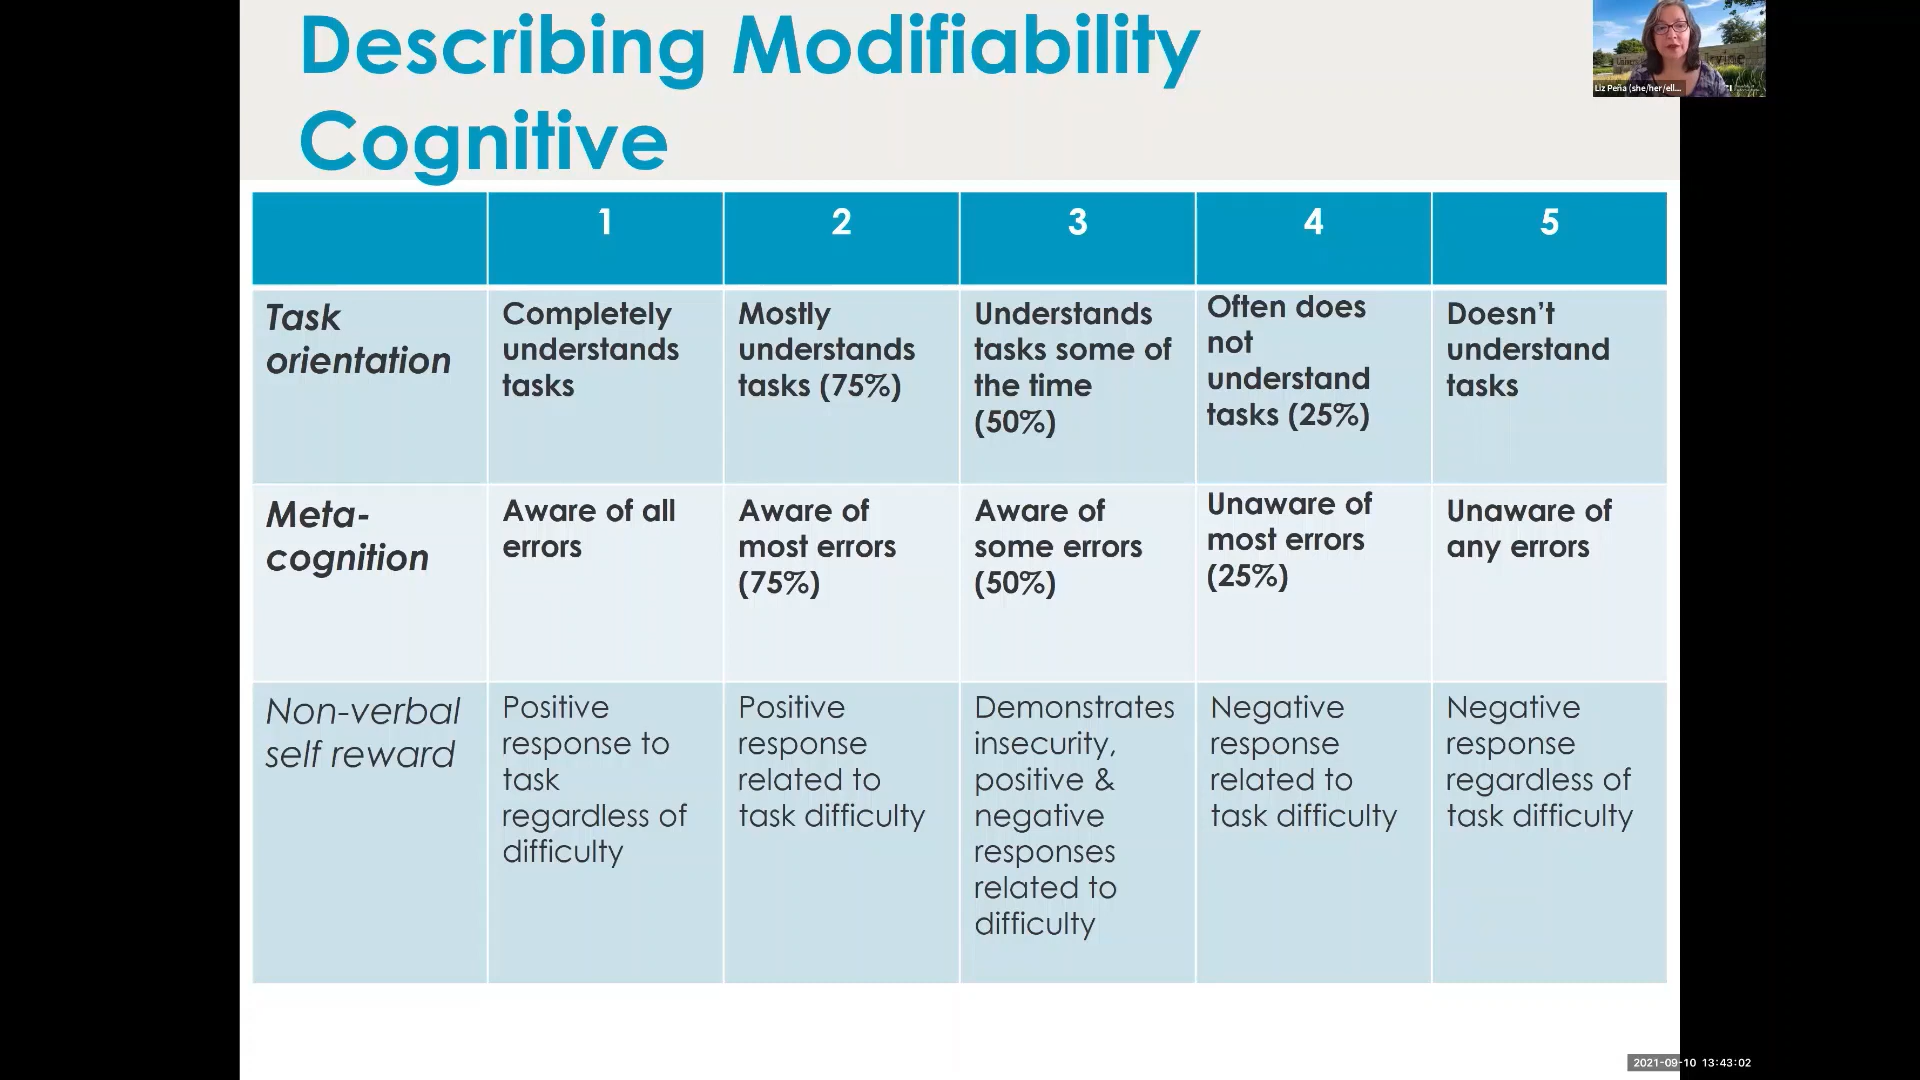 Describing Modifiability
Cognitive
1 2 3 4 5
Task
orientation
Completely
understands
tasks
Mostly
understands
tasks (75%)
Understands
tasks some of
the time
(50%)
Often does
not
understand
tasks (25%)
Doesn't
understand
tasks
Meta-
cognition
Aware of all
errors
Aware of
most errors
(75%)
Aware of
some errors
(50%)
Unaware of
most errors
(25%)
Unaware of
any errors
Non-verbal
self reward
Positive
response to
task
regardless of
difficulty
Positive
response
related to
task difficulty
Demonstrates
insecurity,
positive &
negative
responses
related to
difficulty
Negative
response
related to
task difficulty
Negative
response
regardless of
task difficulty
Liz Peña (she/her/ell...
2021-09-10 13:43:02